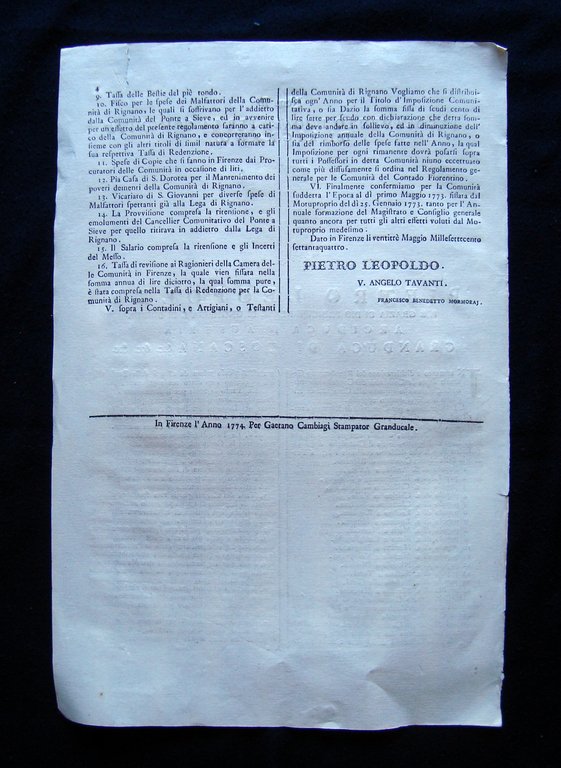 9. Tassa delle Bestie del piè tondo.
10. Fisco per le spese dei Malfattori della Comu-
nità di Rignano, le quali si soffrivano per l'addietro
dalla Comunità del Ponte a Sieve, ed in avvenire
per un effetto del presente regolamento saranno a cari-
co della Comunità di Rignano, e concorreranno in-
sieme con gli altri titoli di simil natura a formare la
sua respettiva Tassa di Redenzione.
11. Spese di Copie che si fanno in Firenze dai Pro-
curatori delle Comunità in occasione di liti.
12. Pia Casa di S. Dorotea per il Mantenimento dei
poveri dementi della Comunità di Rignano.
13. Vicariato di S. Giovanni per diverse spese di
Malfattori spettanti già alla Lega di Rignano.
14. La Provvisione compresa la ritensione, e gli
emolumenti del Cancellier Comunitativo del Ponte a
Sieve per quello ritirava in addietro dalla Lega di
Rignano.
15. Il Salario compresa la ritensione e gli Incerti
del Messo.
16. Tassa di revisione ai Ragionieri della Camera del-
le Comunità in Firenze, la quale vien fissata nella
somma annua di lire diciotto, la qual somma pure,
è stata compresa nella Tassa di Redenzione per la Co-
munità di Rignano.
V. sopra i Contadini, e Artigiani, o Testanti
della Comunità di Rignano Vogliamo che si distribui-
sca ogn' Anno per il Titolo d'Imposizione Comuni-
tativa, o sia Dazio la somma fissa di scudi cento di
lire sette per scudo con dichiarazione che detta som-
ma deve andare in sollievo, ed in diminuzione dell'
Imposizione annuale della Comunità di Rignano, o
sia del rimborso delle spese fatte nell' Anno, la qual
Imposizione per ogni rimanente dovrà posarsi sopra
tutti i Possessori in detta Comunità niuno eccettuato
come più diffusamente si ordina nel Regolamento ge-
nerale per le Comunità del Contado Fiorentino.
VI. Finalmente confermiamo per la Comunità
suddetta l'Epoca al dì primo Maggio 1773. fissata dal
Motuproprio del dì 25. Gennaio 1773. tanto per l'An-
nuale formazione del Magistrato e Consiglio generale
quanto ancora per tutti gli altri effetti voluti dal Mo-
tuproprio medesimo.
Dato in Firenze li ventitrè Maggio Millesettecento
settantaquattro.
PIETRO LEOPOLDO.
V. ANGELO TAVANTI.
FRANCESCO BENEDETTO MORMORAJ.
In Firenze l'Anno 1774. Per Gaetano Cambiagi Stampator Granducale.